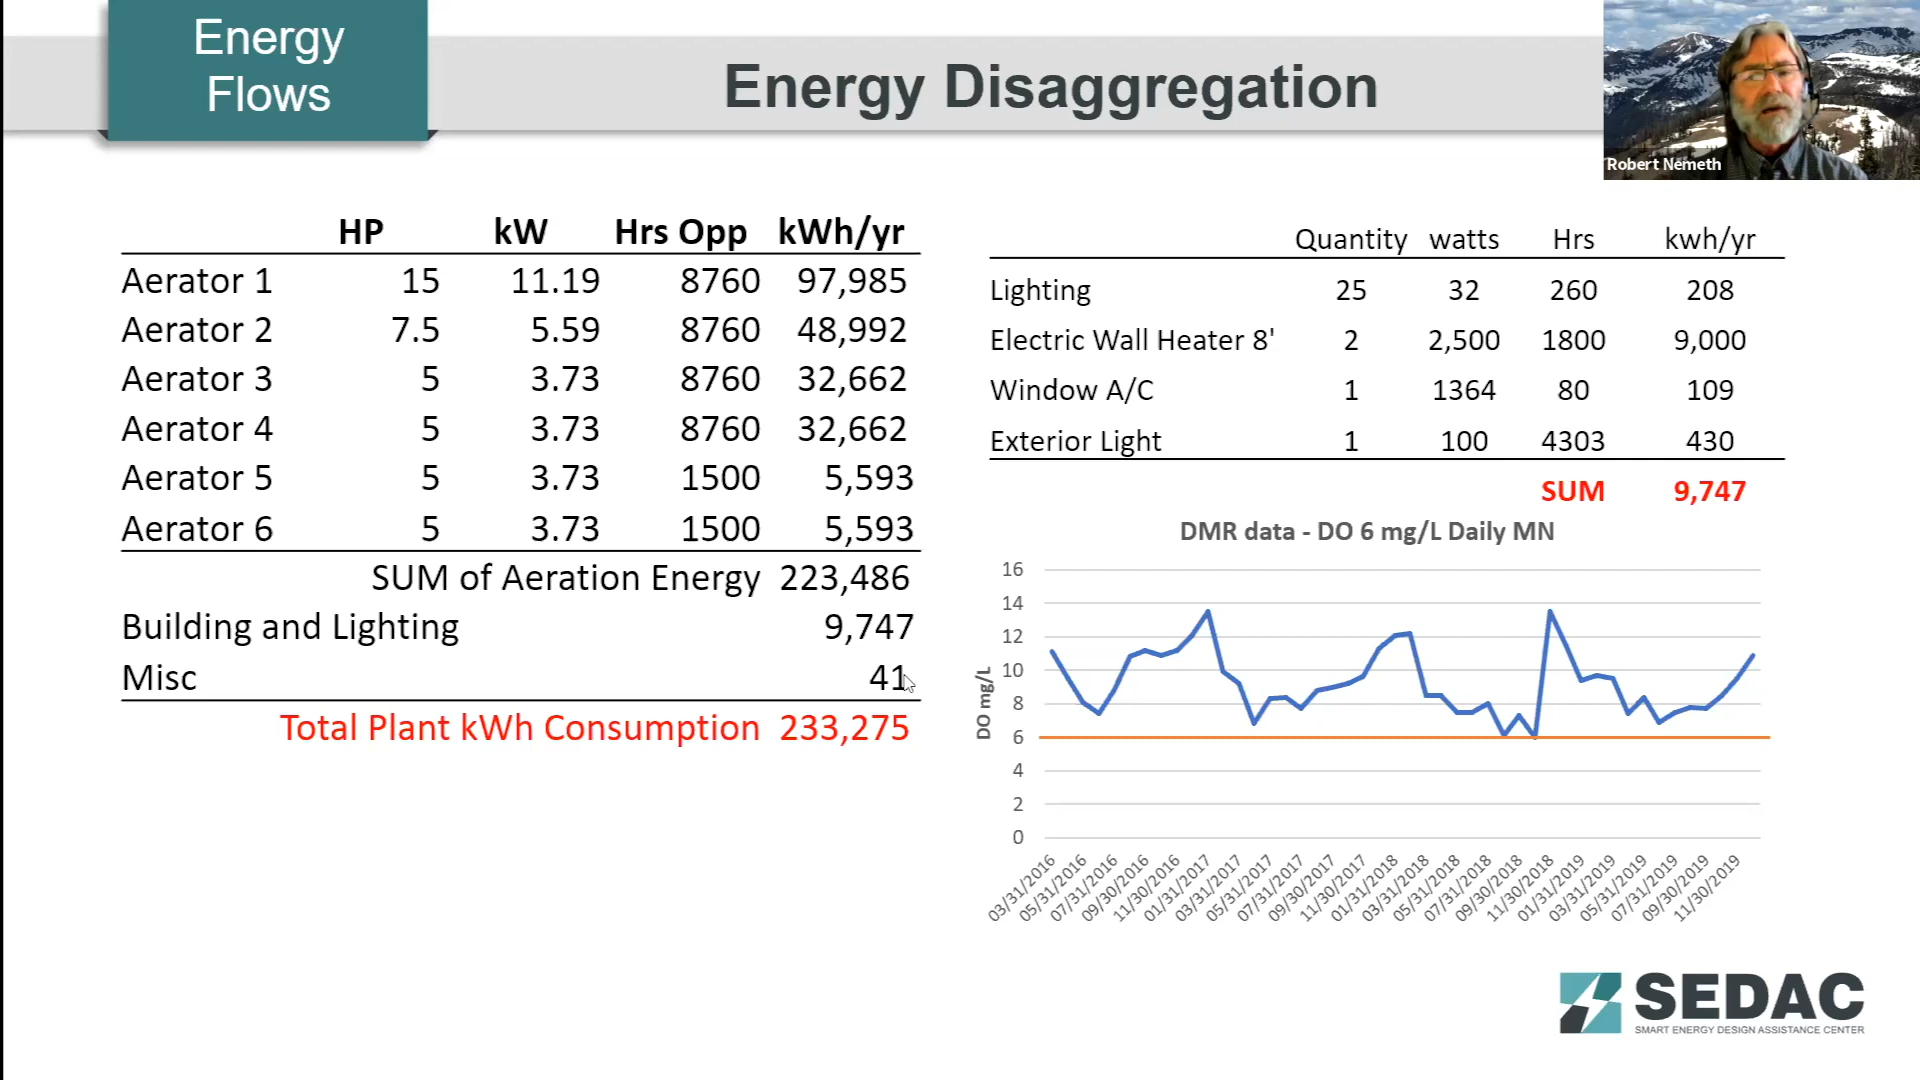 Energy
Flows
Energy Disaggregation
Robert Nemeth
HP kW Hrs Opp kWh/yr
Aerator 1 15 11.19 8760 97,985
Aerator 2 7.5 5.59 8760 48,992
Aerator 3 5 3.73 8760 32,662
Aerator 4 5 3.73 8760 32,662
Aerator 5 5 3.73 1500 5,593
Aerator 6 5 3.73 1500 5,593
SUM of Aeration Energy 223,486
Building and Lighting 9,747
Misc 41
Total Plant kWh Consumption 233,275
Quantity watts Hrs kwh/yr
Lighting 25 32 260 208
Electric Wall Heater 8' 2 2,500 1800 9,000
Window A/C 1 1364 80 109
Exterior Light 1 100 4303 430
SUM 9,747
DMR data - DO 6 mg/L Daily MN
DO mg/L
16
14
12
10
8
6
4
2
0
03/31/2016
05/31/2016
07/31/2016
09/30/2016
11/30/2016
01/31/2017
03/31/2017
05/31/2017
07/31/2017
09/30/2017
11/30/2017
01/31/2018
03/31/2018
05/31/2018
07/31/2018
09/30/2018
11/30/2018
01/31/2019
03/31/2019
05/31/2019
07/31/2019
09/30/2019
11/30/2019
SEDAC
SMART ENERGY DESIGN ASSISTANCE CENTER